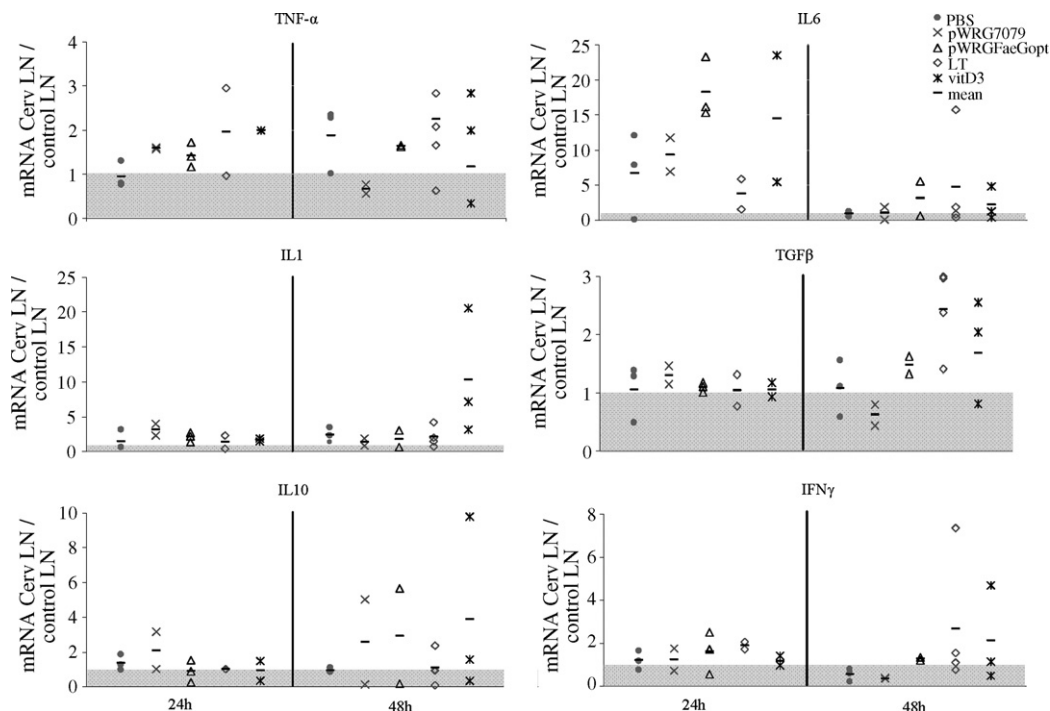 TNF-α
mRNA Cerv LN /
control LN
4
3
2
1
0
IL6
mRNA Cerv LN /
control LN
25
20
15
10
5
0
PBS
pWRG7079
pWRGFaeGopt
LT
vitD3
mean
IL1
mRNA Cerv LN /
control LN
25
20
15
10
5
0
TGFβ
mRNA Cerv LN /
control LN
3
2
1
0
IL10
mRNA Cerv LN /
control LN
10
8
6
4
2
0
24h 48h
IFNγ
mRNA Cerv LN /
control LN
8
6
4
2
0
24h 48h